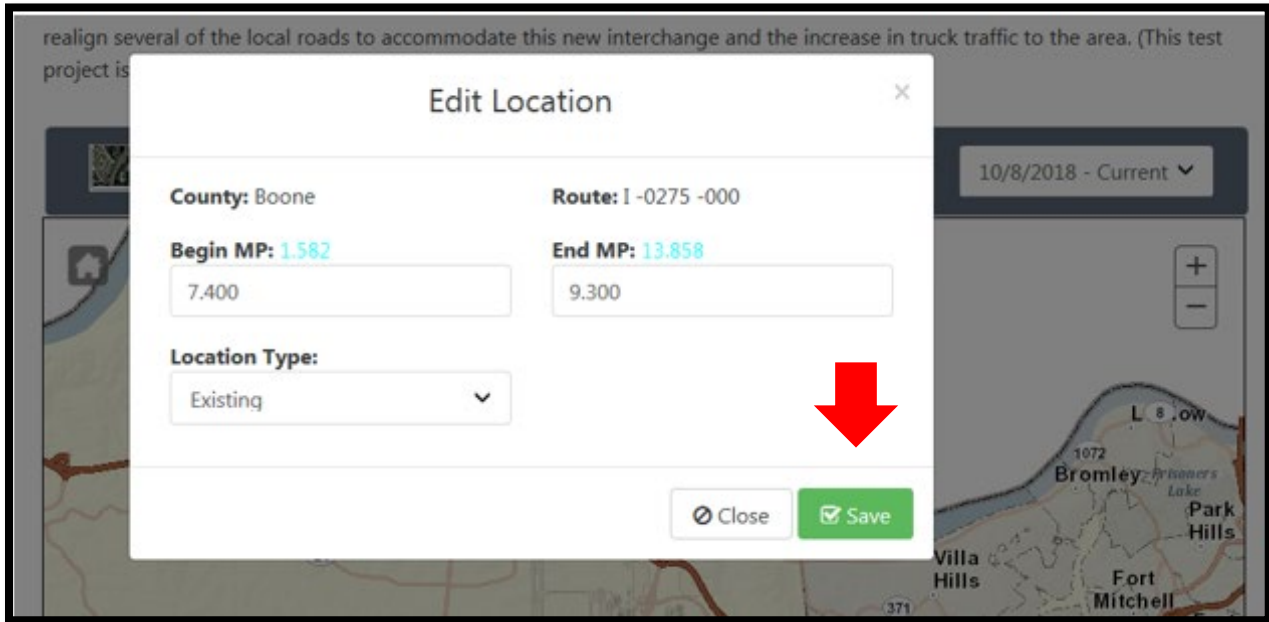 realign several of the local roads to accommodate this new interchange and the increase in truck traffic to the area. (This test
project is
Edit Location
×
10/8/2018 - Current
County: Boone
Route: I -0275 -000
Begin MP: 1.582
End MP: 13.858
7.400
9.300
+
−
Location Type:
Existing
8
1072
Bromley
Prisoners
Lake
Park
Hills
Close
Save
Villa
Hills
Fort
Mitchell
371